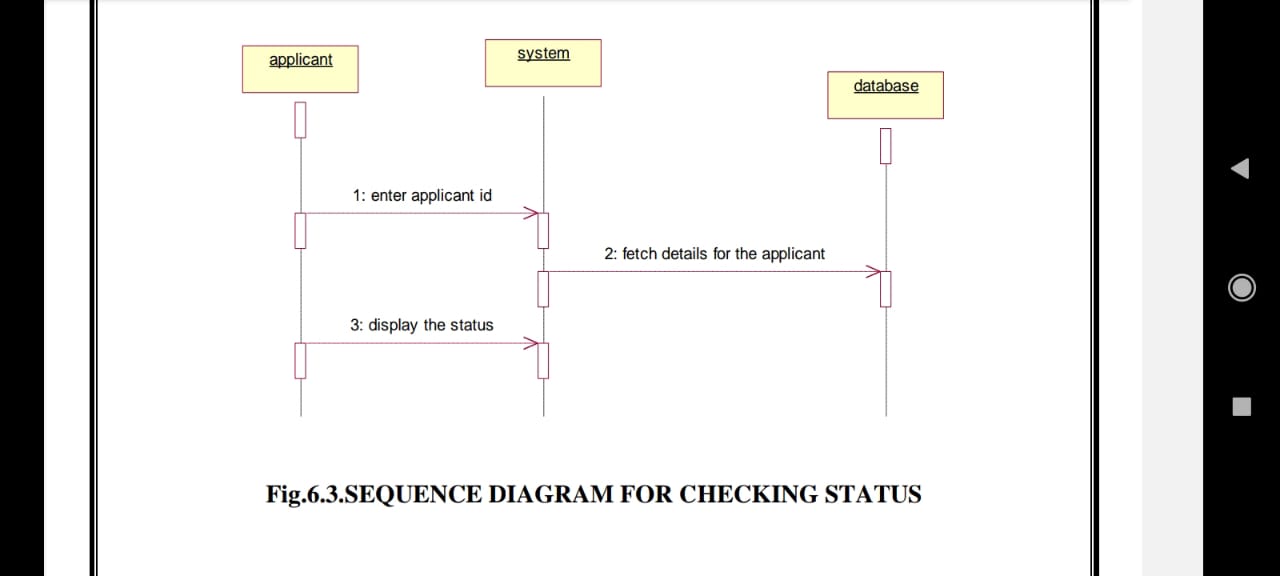 applicant
system
database
1: enter applicant id
2: fetch details for the applicant
3: display the status
Fig.6.3.SEQUENCE DIAGRAM FOR CHECKING STATUS